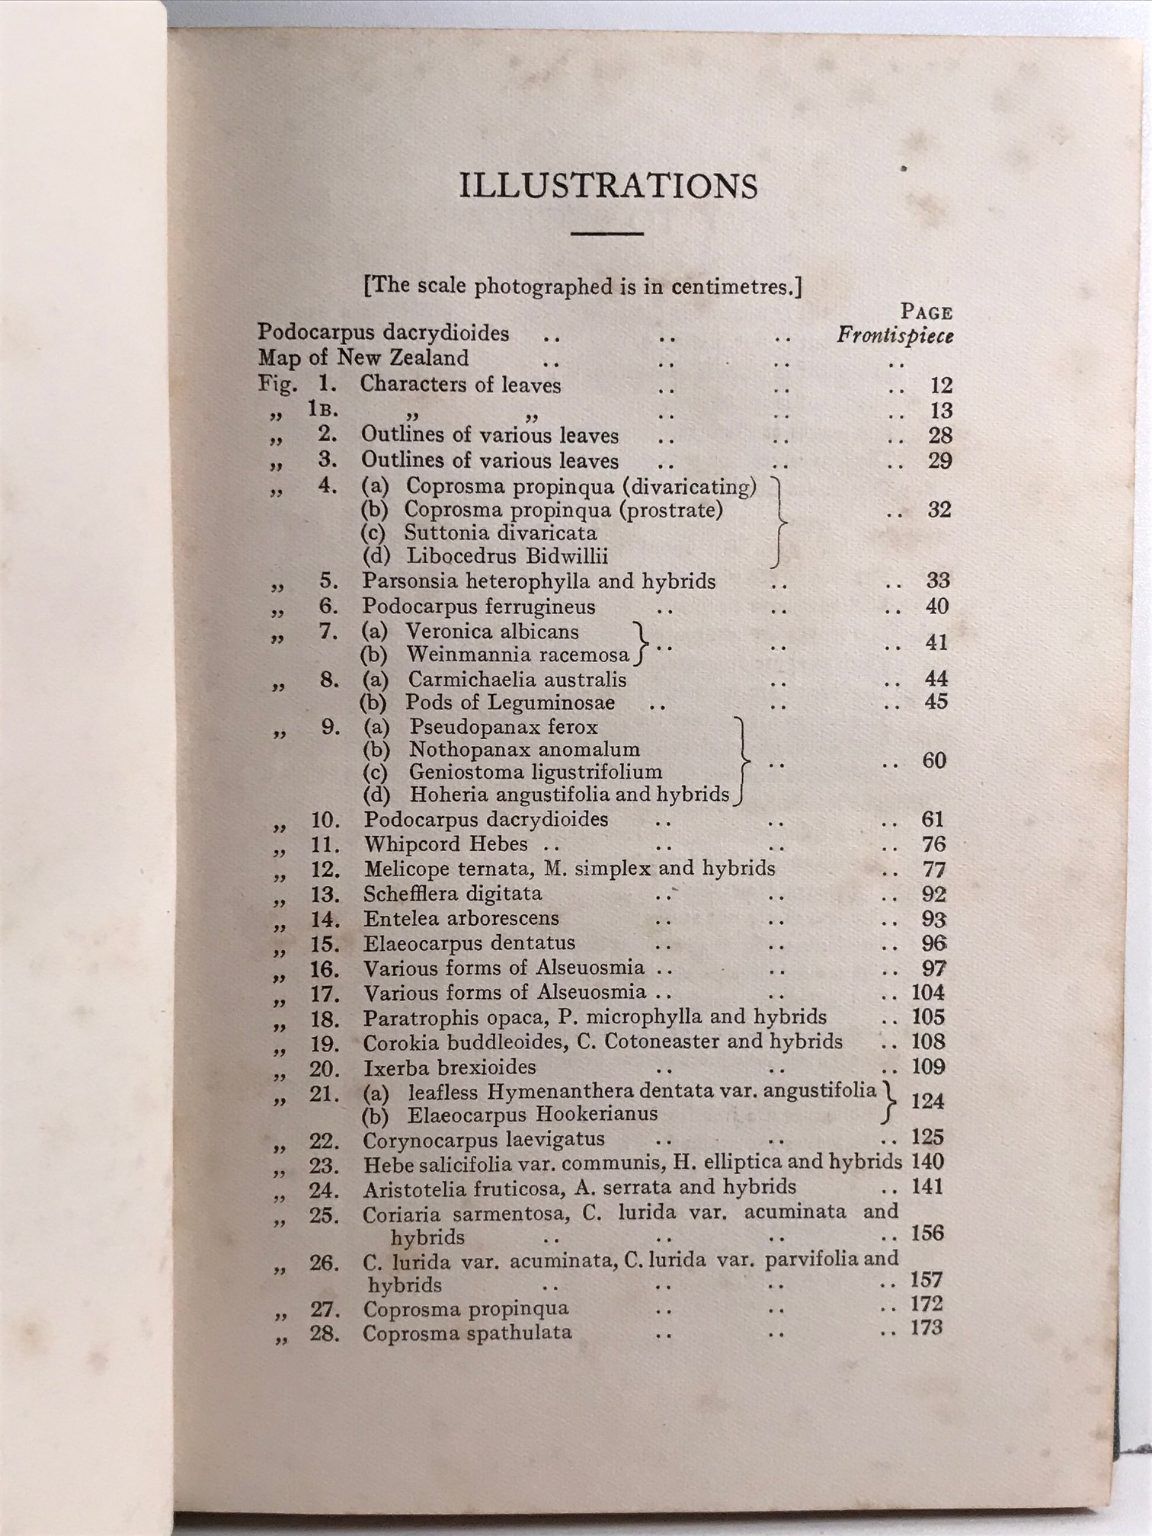 ILLUSTRATIONS
[The scale photographed is in centimetres.]
PAGE
Podocarpus dacrydioides .. .. .. Frontispiece
Map of New Zealand .. .. .. ..
Fig. 1. Characters of leaves .. .. .. 12
„ 1B. „ „ .. .. .. 13
„ 2. Outlines of various leaves .. .. .. 28
„ 3. Outlines of various leaves .. .. .. 29
„ 4. (a) Coprosma propinqua (divaricating)
(b) Coprosma propinqua (prostrate) .. 32
(c) Suttonia divaricata
(d) Libocedrus Bidwillii
„ 5. Parsonsia heterophylla and hybrids .. .. 33
„ 6. Podocarpus ferrugineus .. .. .. 40
„ 7. (a) Veronica albicans
(b) Weinmannia racemosa } .. .. .. 41
„ 8. (a) Carmichaelia australis .. .. 44
(b) Pods of Leguminosae .. .. .. 45
„ 9. (a) Pseudopanax ferox
(b) Nothopanax anomalum
(c) Geniostoma ligustrifolium } .. .. 60
(d) Hoheria angustifolia and hybrids
„ 10. Podocarpus dacrydioides .. .. .. 61
„ 11. Whipcord Hebes .. .. .. .. 76
„ 12. Melicope ternata, M. simplex and hybrids .. 77
„ 13. Schefflera digitata .. .. .. 92
„ 14. Entelea arborescens .. .. .. 93
„ 15. Elaeocarpus dentatus .. .. .. 96
„ 16. Various forms of Alseuosmia .. .. .. 97
„ 17. Various forms of Alseuosmia .. .. .. 104
„ 18. Paratrophis opaca, P. microphylla and hybrids .. 105
„ 19. Corokia buddleoides, C. Cotoneaster and hybrids .. 108
„ 20. Ixerba brexioides .. .. .. 109
„ 21. (a) leafless Hymenanthera dentata var. angustifolia
(b) Elaeocarpus Hookerianus } 124
„ 22. Corynocarpus laevigatus .. .. .. 125
„ 23. Hebe salicifolia var. communis, H. elliptica and hybrids 140
„ 24. Aristotelia fruticosa, A. serrata and hybrids .. 141
„ 25. Coriaria sarmentosa, C. lurida var. acuminata and
hybrids .. .. .. .. 156
„ 26. C. lurida var. acuminata, C. lurida var. parvifolia and
hybrids .. .. .. .. 157
„ 27. Coprosma propinqua .. .. .. 172
„ 28. Coprosma spathulata .. .. .. 173